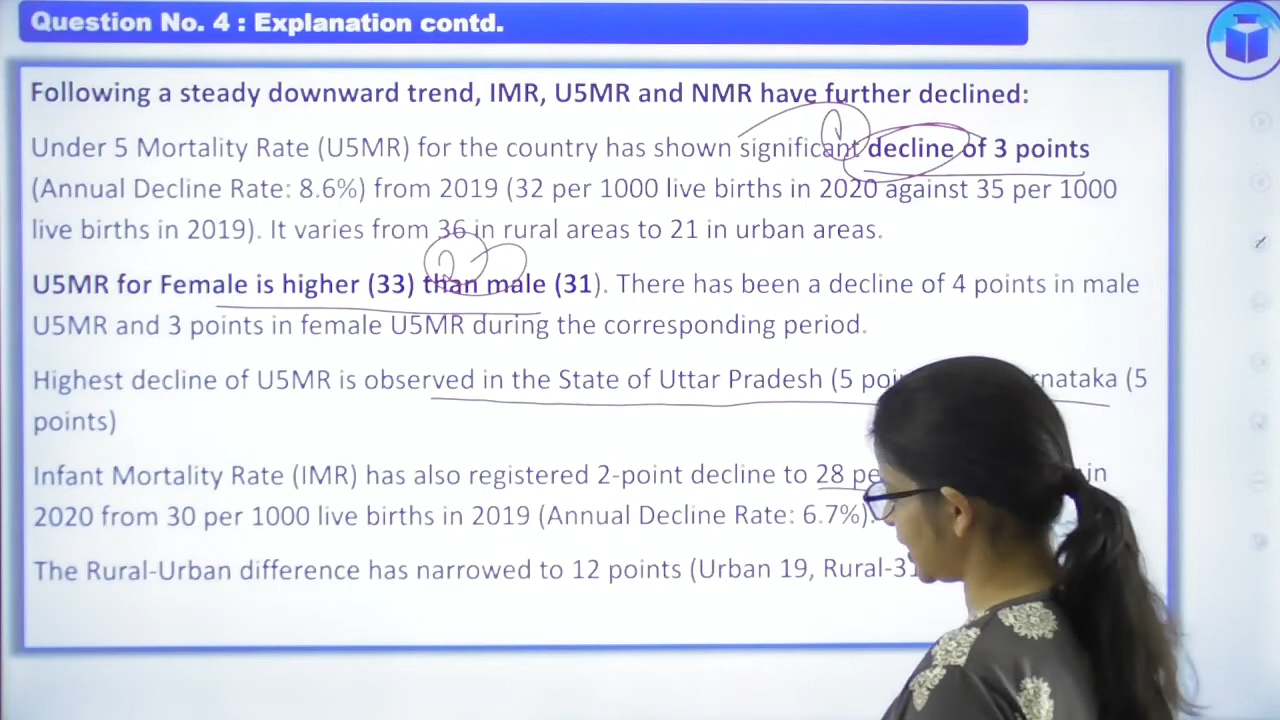 Question No. 4 : Explanation contd.
Following a steady downward trend, IMR, U5MR and NMR have further declined:
Under 5 Mortality Rate (U5MR) for the country has shown significant decline of 3 points
(Annual Decline Rate: 8.6%) from 2019 (32 per 1000 live births in 2020 against 35 per 1000
live births in 2019). It varies from 36 in rural areas to 21 in urban areas.
U5MR for Female is higher (33) than male (31). There has been a decline of 4 points in male
U5MR and 3 points in female U5MR during the corresponding period.
Highest decline of U5MR is observed in the State of Uttar Pradesh (5 (5
points)
Infant Mortality Rate (IMR) has also registered 2-point decline to 28 in
2020 from 30 per 1000 live births in 2019 (Annual Decline Rate: 6.7%).
The Rural-Urban difference has narrowed to 12 points (Urban 19, Rural-31